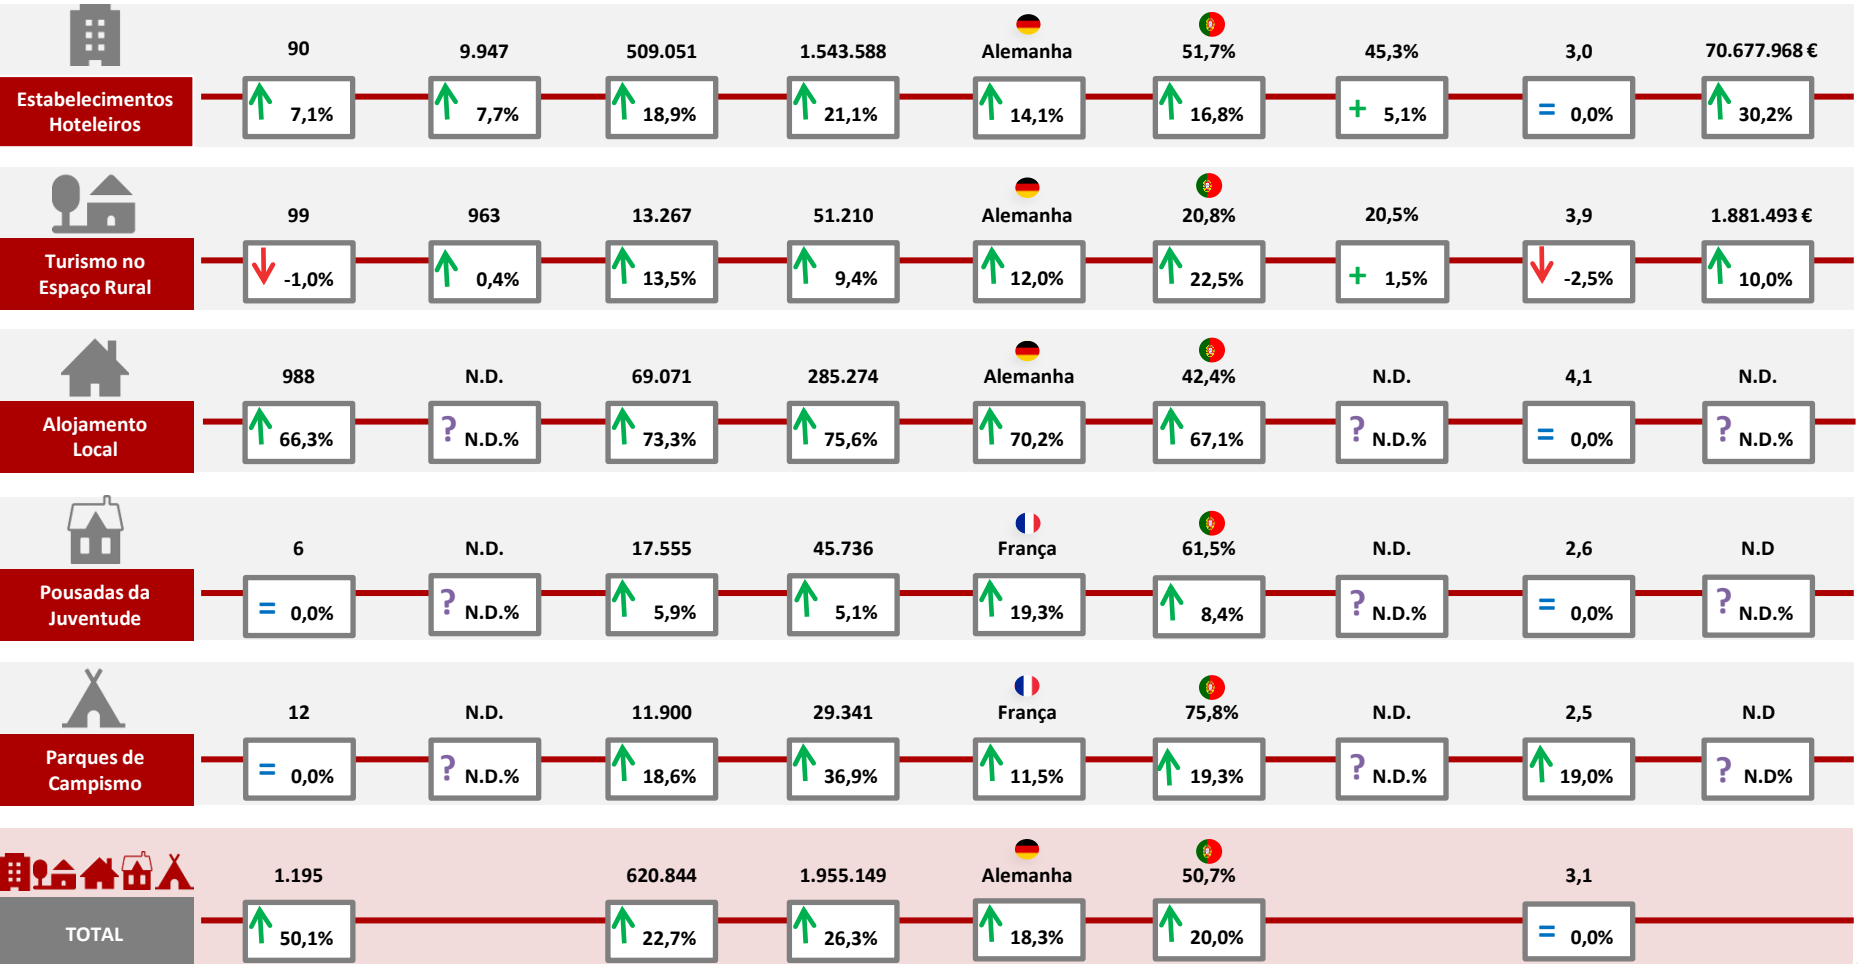 90 9.947 509.051 1.543.588 Alemanha 51,7% 45,3% 3,0 70.677.968 €
Estabelecimentos
Hoteleiros
7,1% 7,7% 18,9% 21,1% 14,1% 16,8% + 5,1% = 0,0% 30,2%
99 963 13.267 51.210 Alemanha 20,8% 20,5% 3,9 1.881.493 €
Turismo no
Espaço Rural
-1,0% 0,4% 13,5% 9,4% 12,0% 22,5% + 1,5% -2,5% 10,0%
988 N.D. 69.071 285.274 Alemanha 42,4% N.D. 4,1 N.D.
Alojamento
Local
66,3% ? N.D.% 73,3% 75,6% 70,2% 67,1% ? N.D.% = 0,0% ? N.D.%
6 N.D. 17.555 45.736 França 61,5% N.D. 2,6 N.D
Pousadas da
Juventude
= 0,0% ? N.D.% 5,9% 5,1% 19,3% 8,4% ? N.D.% = 0,0% ? N.D.%
12 N.D. 11.900 29.341 França 75,8% N.D. 2,5 N.D
Parques de
Campismo
= 0,0% ? N.D.% 18,6% 36,9% 11,5% 19,3% ? N.D.% 19,0% ? N.D%
1.195 620.844 1.955.149 Alemanha 50,7% 3,1
TOTAL
50,1% 22,7% 26,3% 18,3% 20,0% = 0,0%